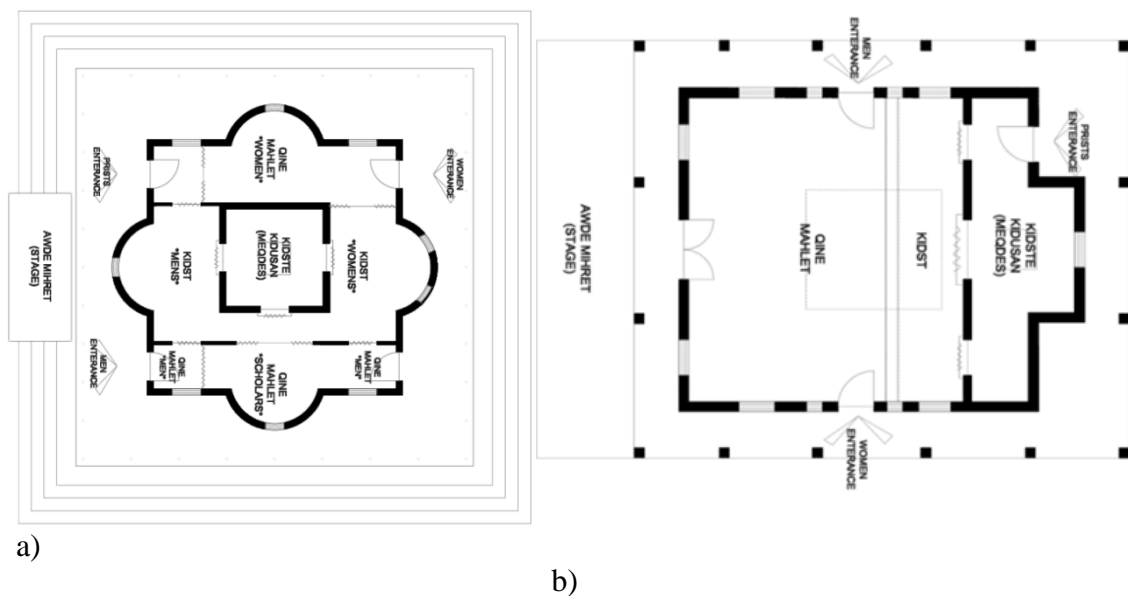 QINE
MAHLET
"WOMEN"
PRISTS
ENTERANCE
WOMEN
ENTERANCE
AWDE MIHRET
(STAGE)
KIDST
"MENS"
KIDSTE
KIDUSAN
(MEQDES)
KIDST
"WOMENS"
MEN
ENTERANCE
QINE
MAHLET
"MEN"
QINE
MAHLET
"SCHOLARS"
QINE
MAHLET
"MEN"
a)
MEN
ENTERANCE
PRISTS
ENTERANCE
AWDE MIHRET
(STAGE)
QINE
MAHLET
KIDST
KIDSTE
KIDUSAN
(MEQDES)
WOMEN
ENTERANCE
b)